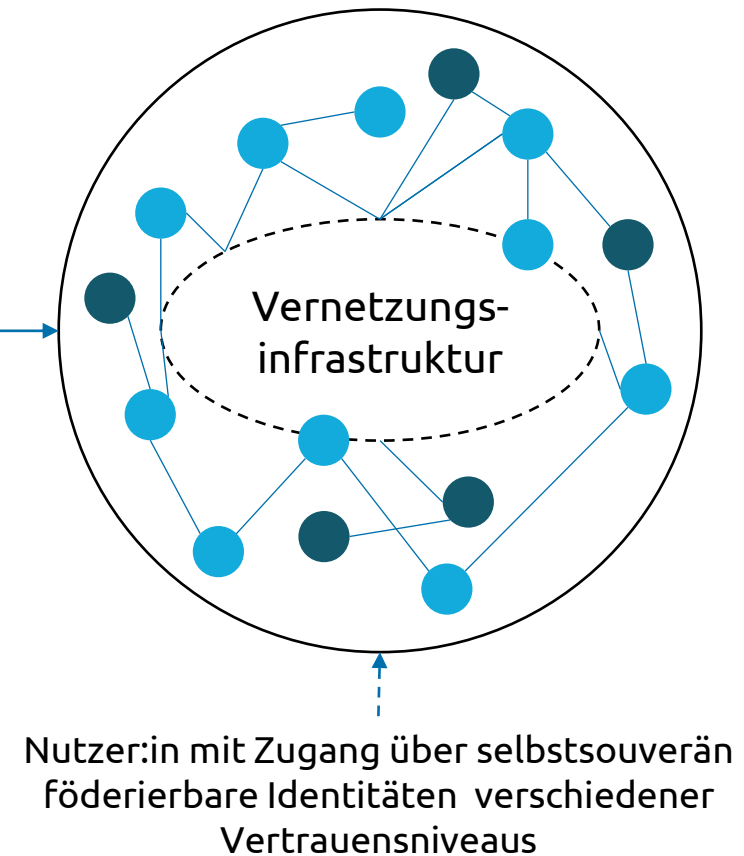 Vernetzungs-
infrastruktur
Nutzer:in mit Zugang über selbstsouverän
föderierbare Identitäten verschiedener
Vertrauensniveaus